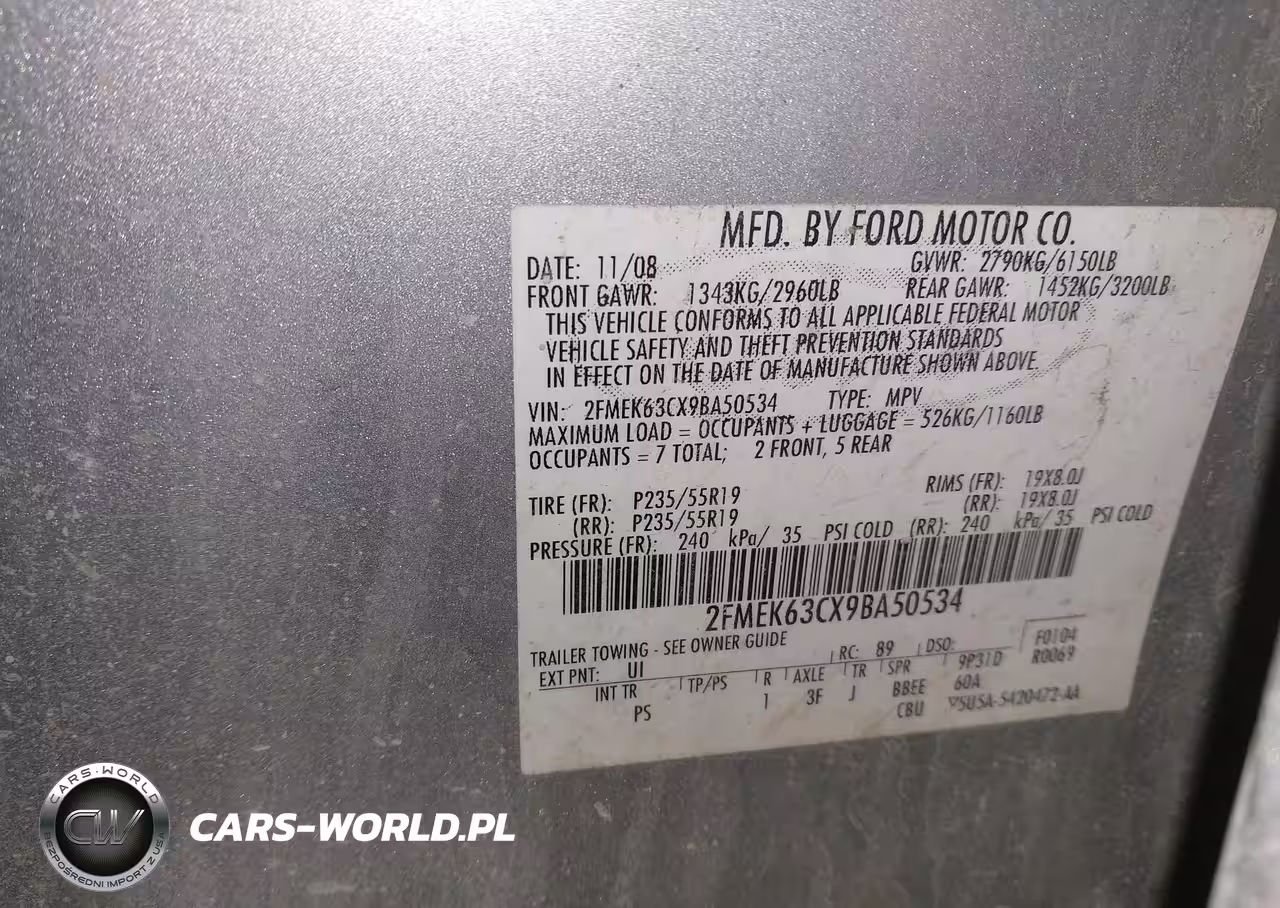 MFD. BY FORD MOTOR CO.
DATE: 11/08 GVWR: 2790KG/6150LB
FRONT GAWR: 1343KG/2960LB REAR GAWR: 1452KG/3200LB
THIS VEHICLE CONFORMS TO ALL APPLICABLE FEDERAL MOTOR
VEHICLE SAFETY AND THEFT PREVENTION STANDARDS
IN EFFECT ON THE DATE OF MANUFACTURE SHOWN ABOVE.
VIN: 2FMEK63CX9BA50534 TYPE: MPV
MAXIMUM LOAD = OCCUPANTS + LUGGAGE = 526KG/1160LB
OCCUPANTS = 7 TOTAL; 2 FRONT, 5 REAR
TIRE (FR): P235/55R19 RIMS (FR): 19X8.0J
(RR): P235/55R19 (RR): 19X8.0J
PRESSURE (FR): 240 kPa/ 35 PSI COLD (RR): 240 kPa/ 35 PSI COLD
2FMEK63CX9BA50534
TRAILER TOWING - SEE OWNER GUIDE
EXT PNT: UI RC: 89 DSO: F0104
INT TR TP/PS R AXLE TR SPR 9P31D R0069
PS 1 3F J BBEE 60A
CBU 5U5A-5420472-AA
CARS-WORLD
CW
BEZPOŚREDNI IMPORT Z USA
CARS-WORLD.PL